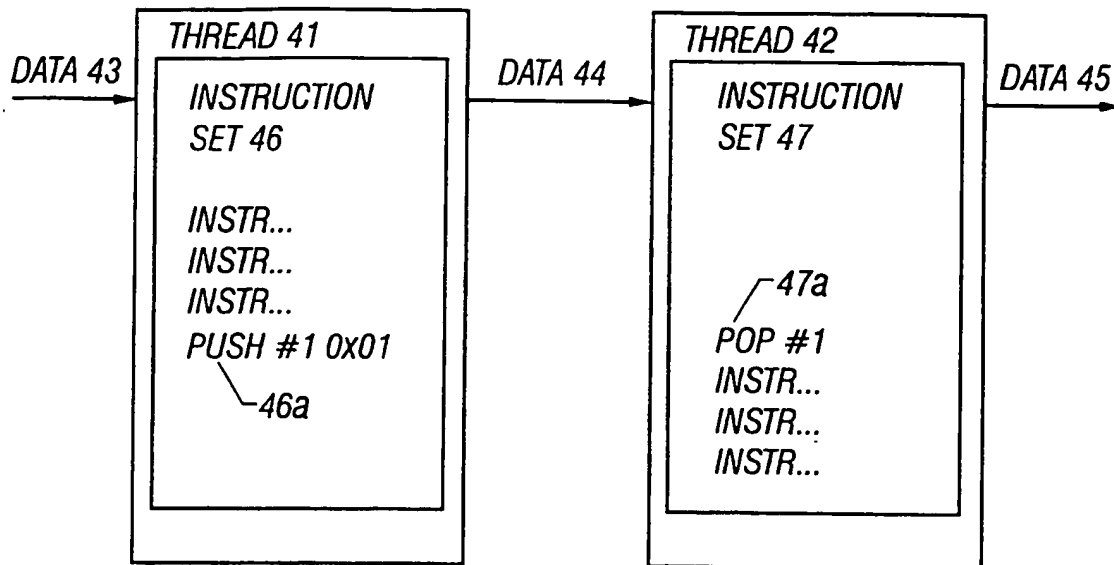 THREAD 41
DATA 43
INSTRUCTION
SET 46
INSTR...
INSTR...
INSTR...
PUSH #1 0x01
46a
DATA 44
THREAD 42
INSTRUCTION
SET 47
47a
POP #1
INSTR...
INSTR...
INSTR...
DATA 45